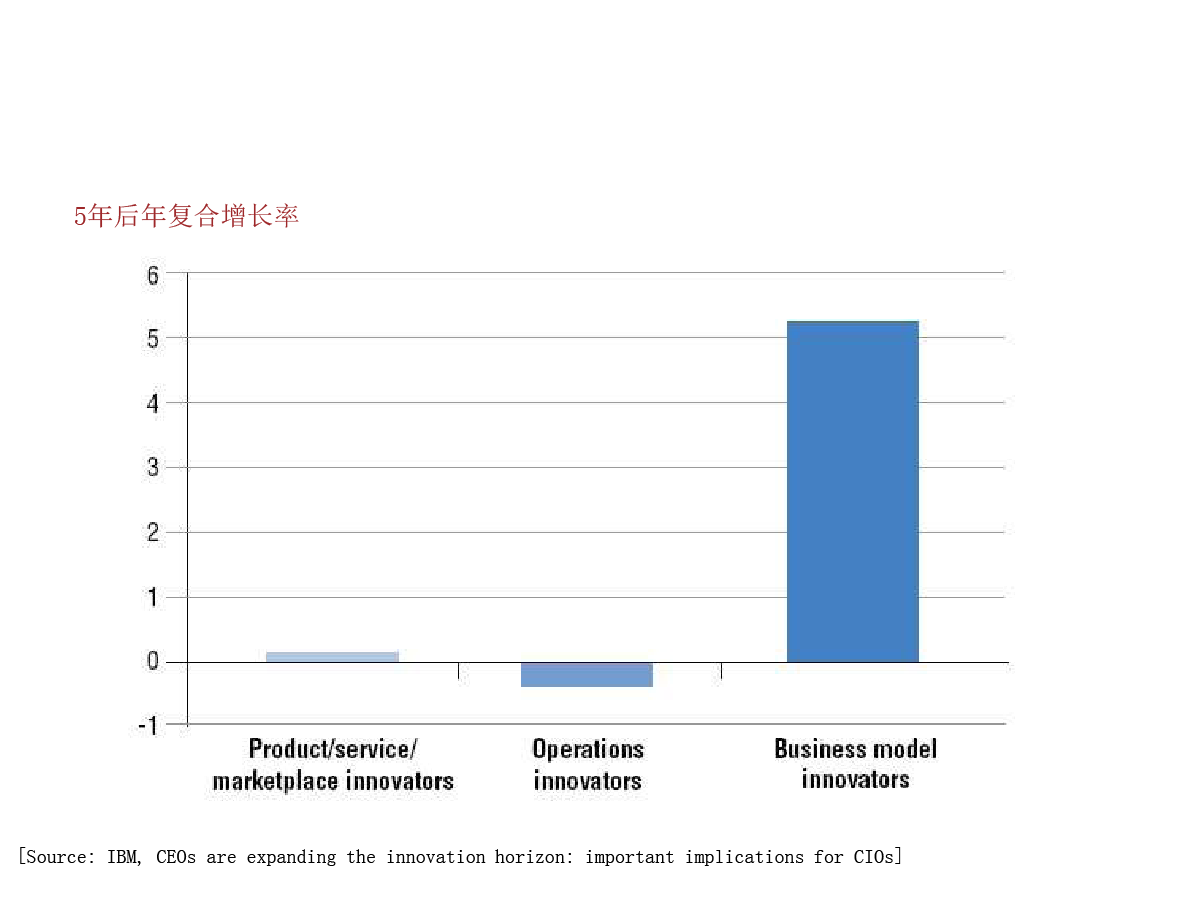 5年后年复合增长率
6
5
4
3
2
1
0
-1
Product/service/
marketplace innovators
Operations
innovators
Business model
innovators
[Source: IBM, CEOs are expanding the innovation horizon: important implications for CIOs]